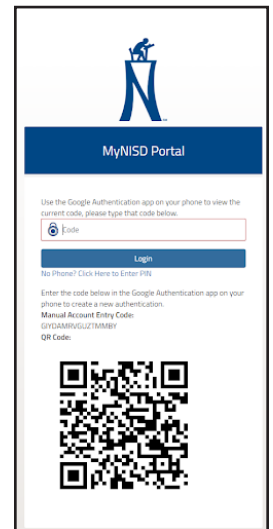 N
MyNISD Portal
Use the Google Authentication app on your phone to view the
current code, please type that code below.
Code
Login
No Phone? Click Here to Enter PIN
Enter the code below in the Google Authentication app on your
phone to create a new authentication.
Manual Account Entry Code:
GIYDAMRVGUZTMMBY
QR Code: